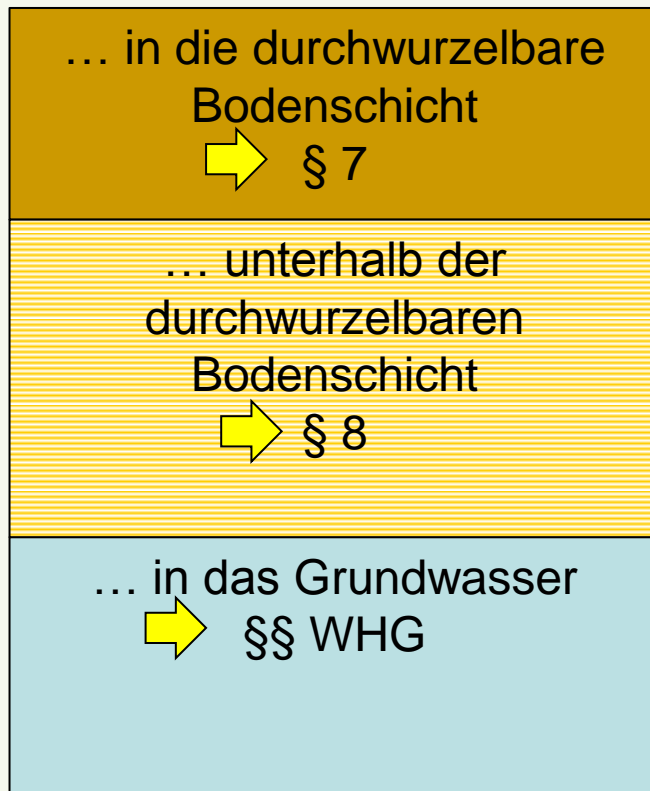 … in die durchwurzelbare
Bodenschicht
§ 7
… unterhalb der
durchwurzelbaren
Bodenschicht
§ 8
… in das Grundwasser
§§ WHG